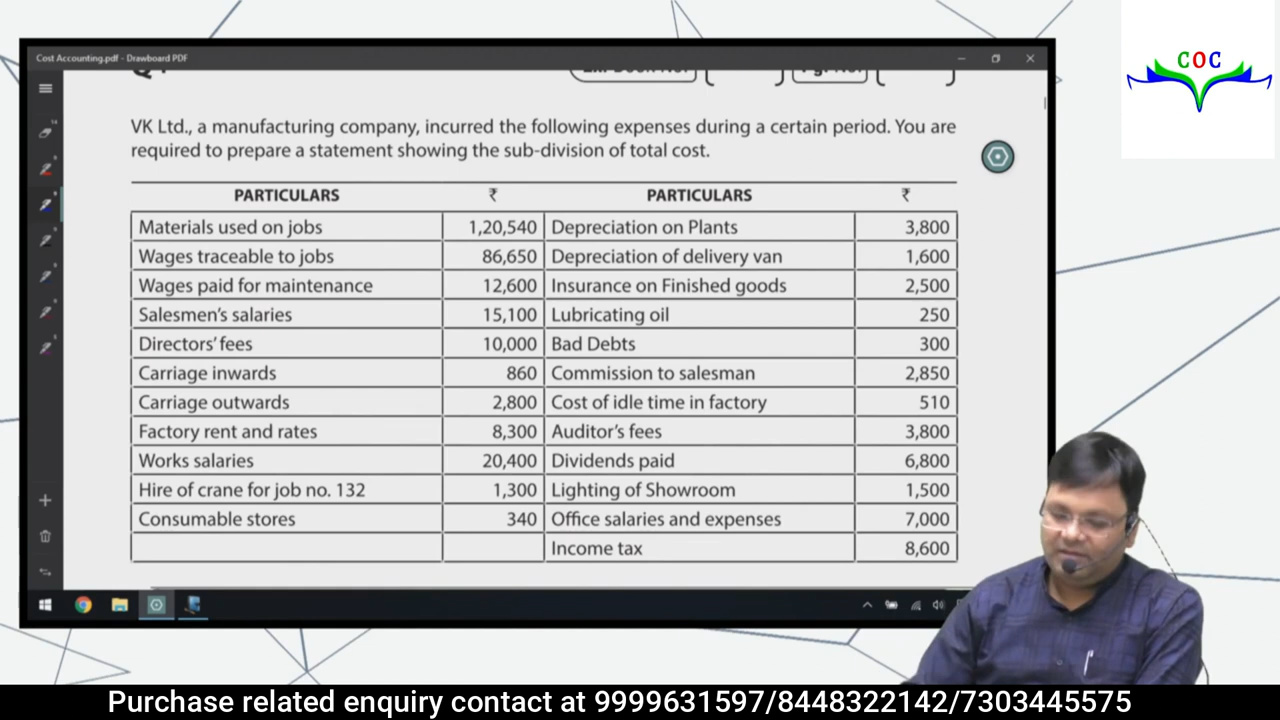 COC
Cost Accounting.pdf - Drawboard PDF
VK Ltd., a manufacturing company, incurred the following expenses during a certain period. You are
required to prepare a statement showing the sub-division of total cost.
PARTICULARS ₹ PARTICULARS ₹
Materials used on jobs 1,20,540 Depreciation on Plants 3,800
Wages traceable to jobs 86,650 Depreciation of delivery van 1,600
Wages paid for maintenance 12,600 Insurance on Finished goods 2,500
Salesmen's salaries 15,100 Lubricating oil 250
Directors' fees 10,000 Bad Debts 300
Carriage inwards 860 Commission to salesman 2,850
Carriage outwards 2,800 Cost of idle time in factory 510
Factory rent and rates 8,300 Auditor's fees 3,800
Works salaries 20,400 Dividends paid 6,800
Hire of crane for job no. 132 1,300 Lighting of Showroom 1,500
Consumable stores 340 Office salaries and expenses 7,000
Income tax 8,600
Purchase related enquiry contact at 9999631597/8448322142/7303445575